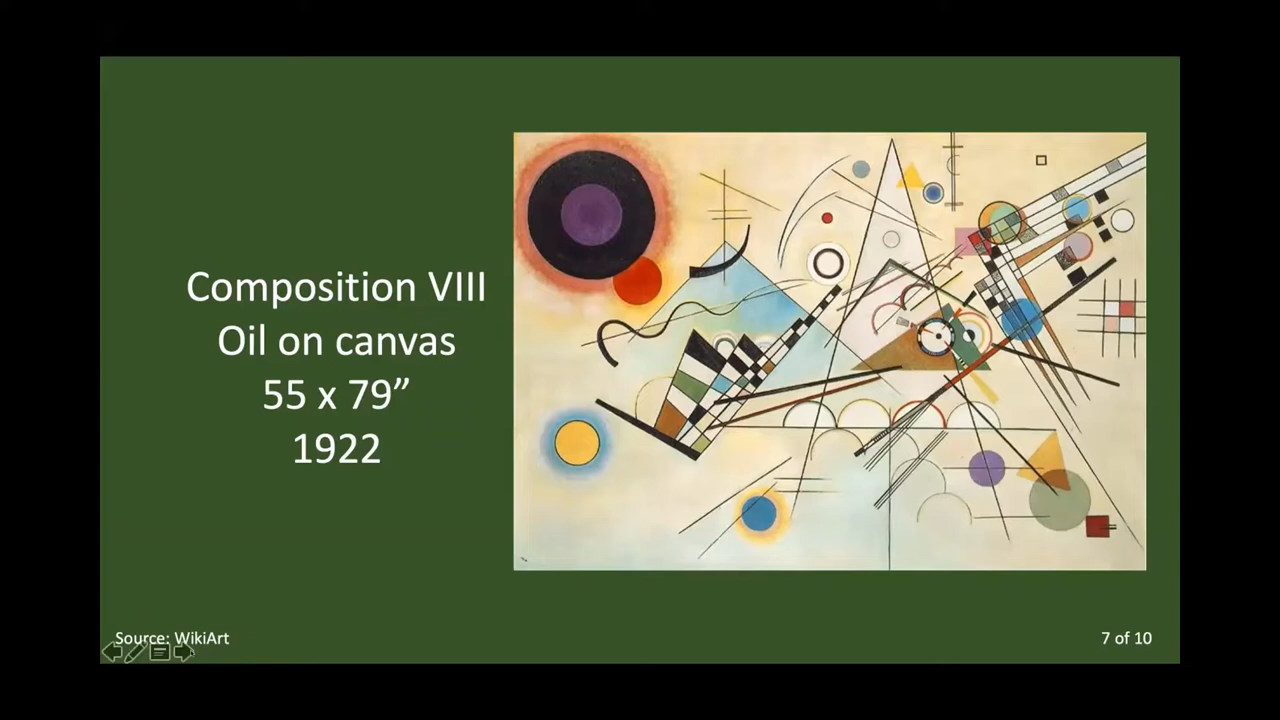 Composition VIII
Oil on canvas
55 x 79”
1922
Source: WikiArt
7 of 10